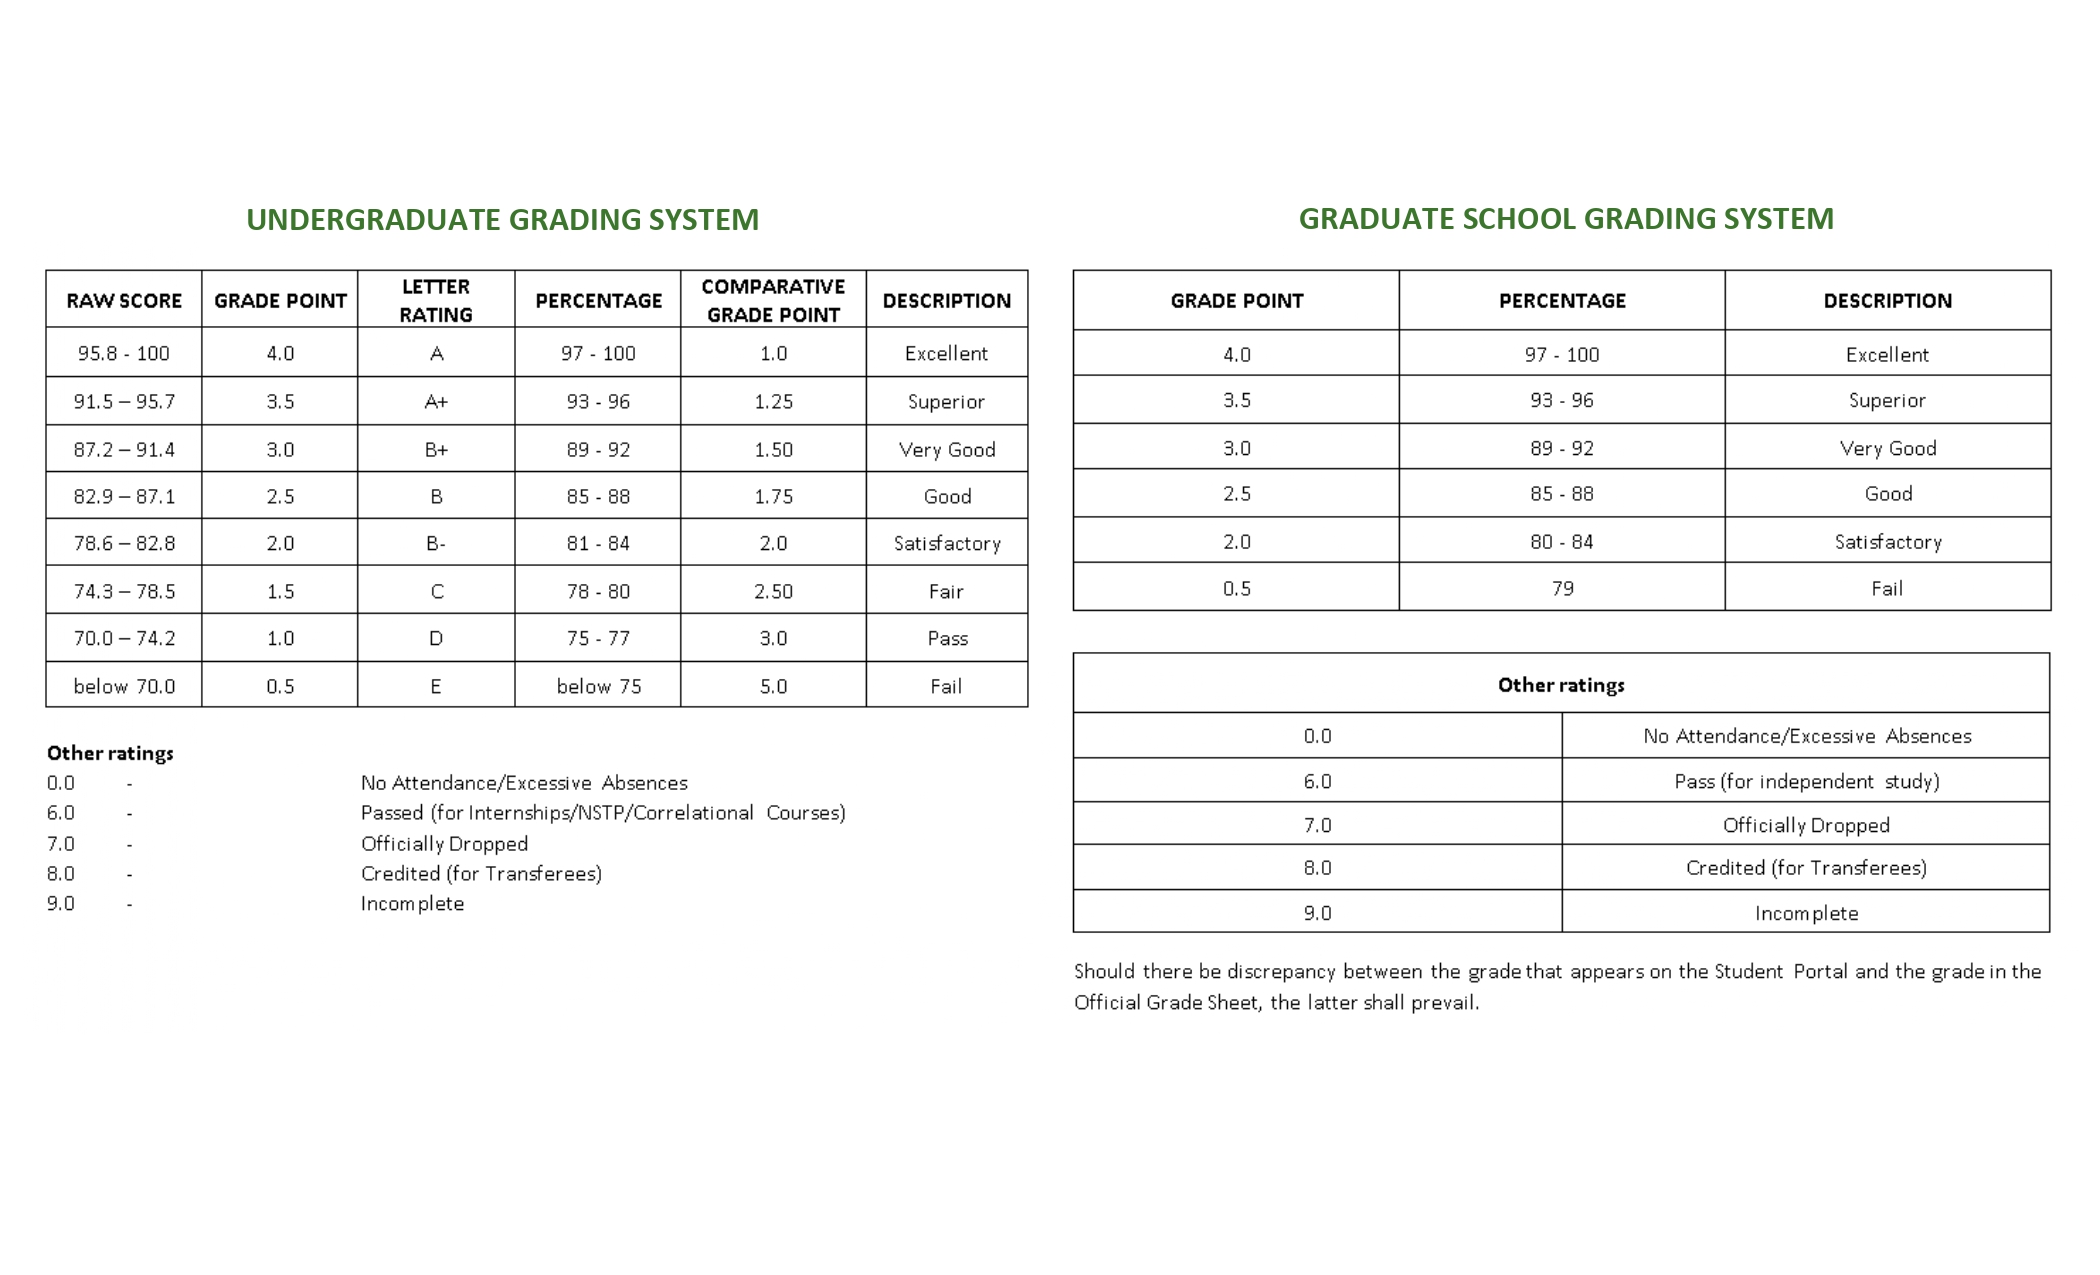 UNDERGRADUATE GRADING SYSTEM
RAW SCORE GRADE POINT LETTER RATING PERCENTAGE COMPARATIVE GRADE POINT DESCRIPTION
95.8 - 100 4.0 A 97 - 100 1.0 Excellent
91.5 – 95.7 3.5 A+ 93 - 96 1.25 Superior
87.2 – 91.4 3.0 B+ 89 - 92 1.50 Very Good
82.9 – 87.1 2.5 B 85 - 88 1.75 Good
78.6 – 82.8 2.0 B- 81 - 84 2.0 Satisfactory
74.3 – 78.5 1.5 C 78 - 80 2.50 Fair
70.0 – 74.2 1.0 D 75 - 77 3.0 Pass
below 70.0 0.5 E below 75 5.0 Fail
Other ratings
0.0 - No Attendance/Excessive Absences
6.0 - Passed (for Internships/NSTP/Correlational Courses)
7.0 - Officially Dropped
8.0 - Credited (for Transferees)
9.0 - Incomplete
GRADUATE SCHOOL GRADING SYSTEM
GRADE POINT PERCENTAGE DESCRIPTION
4.0 97 - 100 Excellent
3.5 93 - 96 Superior
3.0 89 - 92 Very Good
2.5 85 - 88 Good
2.0 80 - 84 Satisfactory
0.5 79 Fail
Other ratings
0.0 No Attendance/Excessive Absences
6.0 Pass (for independent study)
7.0 Officially Dropped
8.0 Credited (for Transferees)
9.0 Incomplete
Should there be discrepancy between the grade that appears on the Student Portal and the grade in the
Official Grade Sheet, the latter shall prevail.